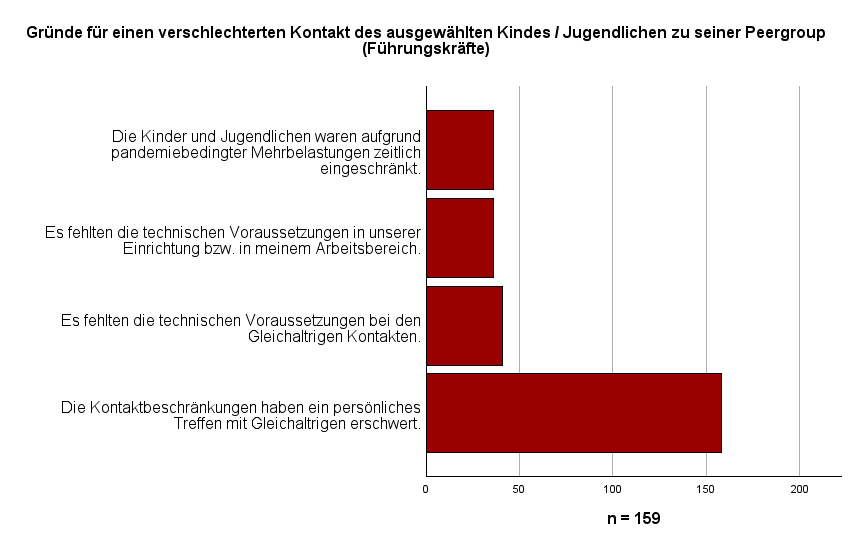 Gründe für einen verschlechterten Kontakt des ausgewählten Kindes / Jugendlichen zu seiner Peergroup
(Führungskräfte)
Die Kinder und Jugendlichen waren aufgrund
pandemiebedingter Mehrbelastungen zeitlich
eingeschränkt.
Es fehlten die technischen Voraussetzungen in unserer
Einrichtung bzw. in meinem Arbeitsbereich.
Es fehlten die technischen Voraussetzungen bei den
Gleichaltrigen Kontakten.
Die Kontaktbeschränkungen haben ein persönliches
Treffen mit Gleichaltrigen erschwert.
0 50 100 150 200
n = 159